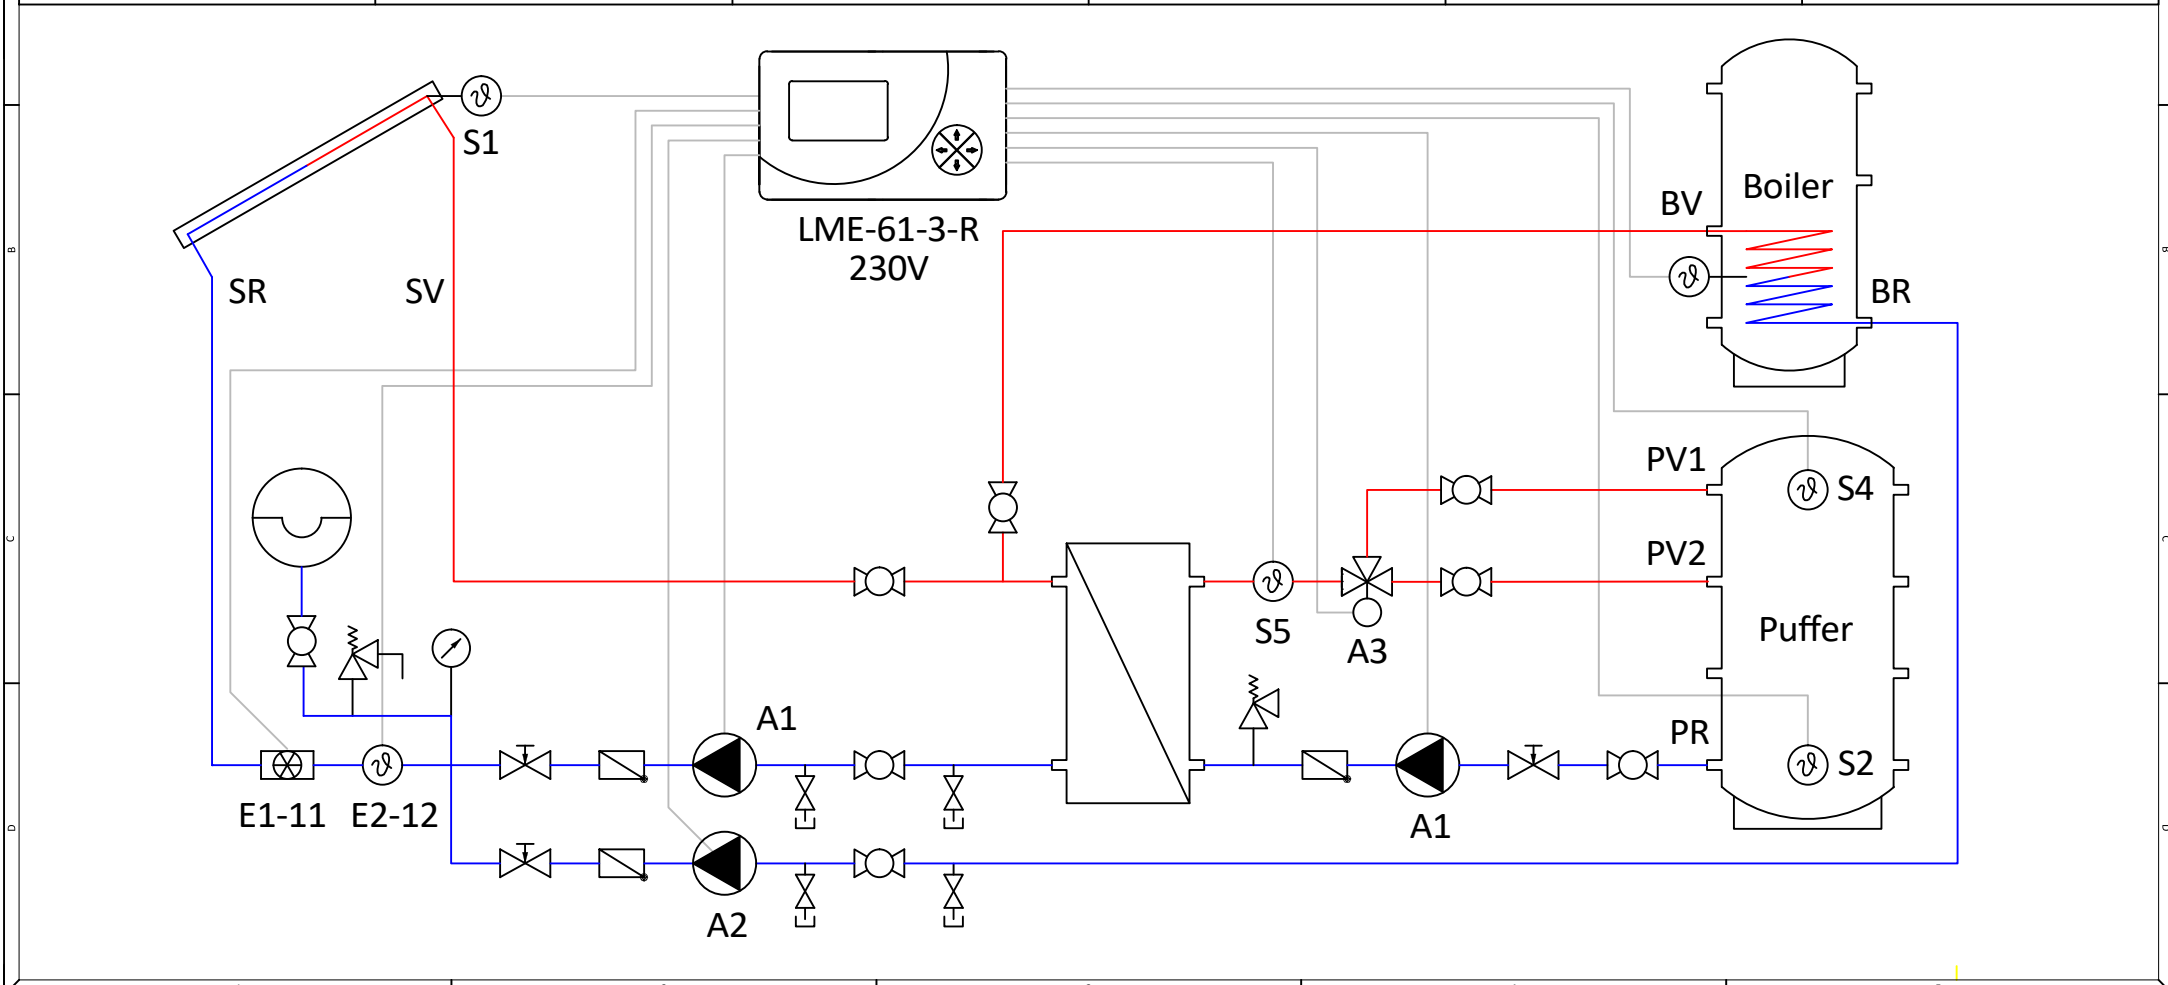 S1
LME-61-3-R
230V
Boiler
BV
SR
SV
BR
PV1
S4
PV2
S5
A3
Puffer
A1
PR
S2
E1-11
E2-12
A1
A2
B
C
D